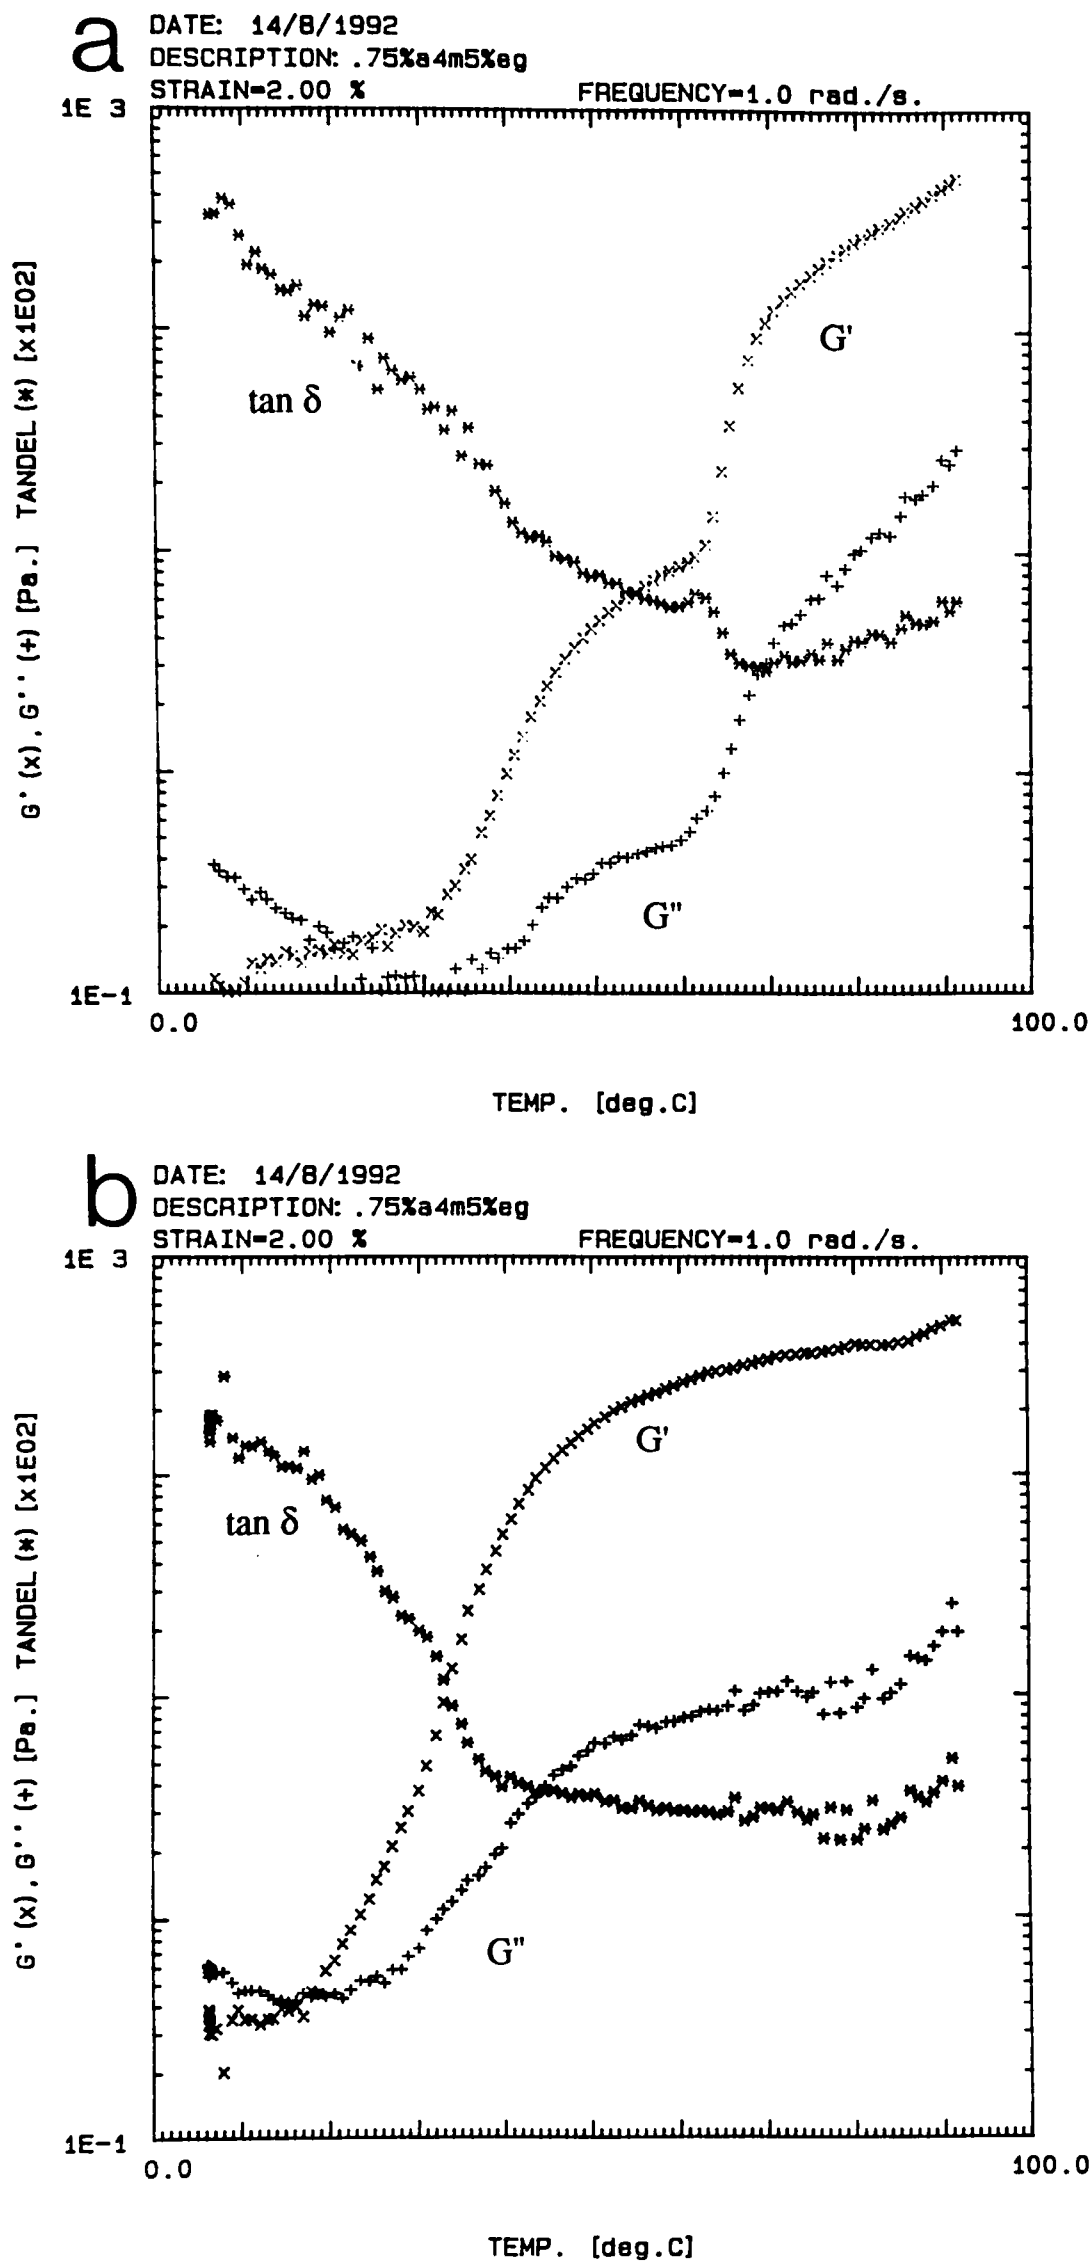 a
DATE: 14/8/1992
DESCRIPTION: .75%a4m5%eg
STRAIN=2.00 % FREQUENCY=1.0 rad./s.
1E 3
G'(x), G''(+) [Pa.] TANDEL(*) [x1E02]
tan δ
G'
G"
1E-1
0.0 100.0
TEMP. [deg.C]
b
DATE: 14/8/1992
DESCRIPTION: .75%a4m5%eg
STRAIN=2.00 % FREQUENCY=1.0 rad./s.
1E 3
G'(x), G''(+) [Pa.] TANDEL(*) [x1E02]
G'
tan δ
G"
1E-1
0.0 100.0
TEMP. [deg.C]